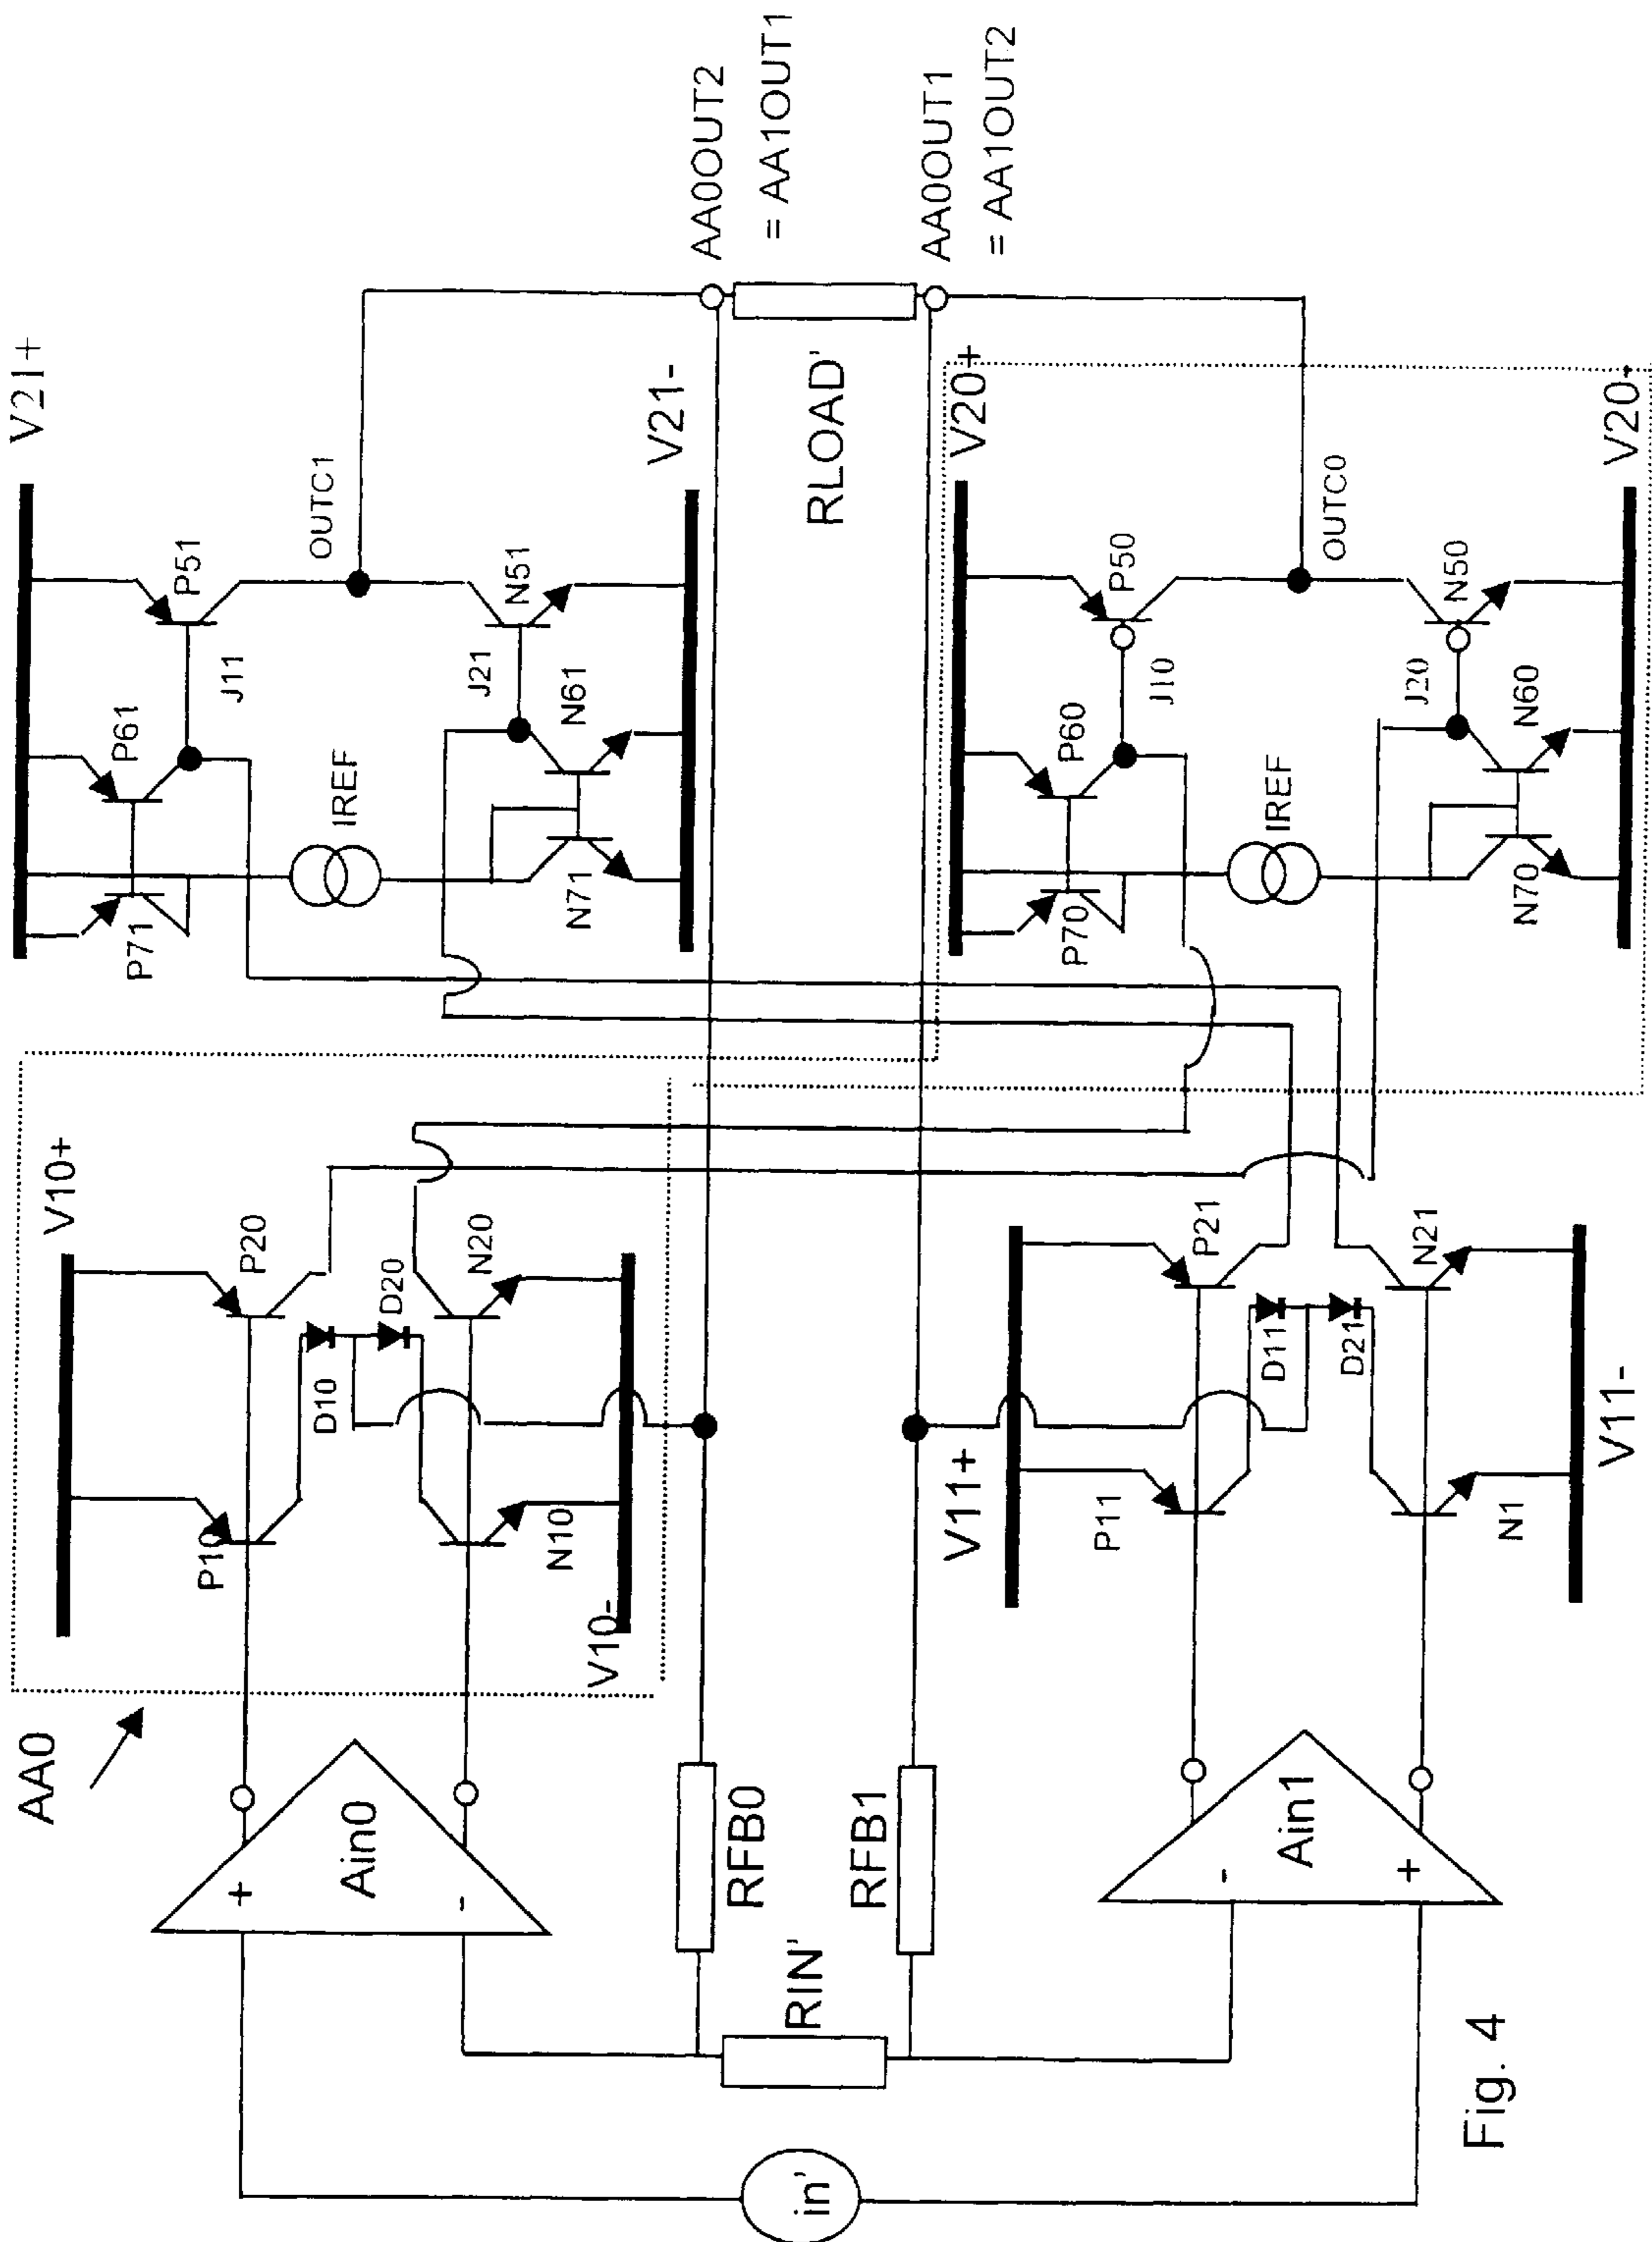 AA0
V10+
P10
P20
D10
D20
N10
N20
V10-
Ain0
+
-
RFB0
RFB1
RIN'
in'
Ain1
-
+
V11+
P11
P21
D11
D21
N1
N21
V11-
V21+
P71
P61
P51
J11
IREF
OUTC1
J21
N71
N61
N51
V21-
AA0OUT2
= AA1OUT1
RLOAD'
AA0OUT1
= AA1OUT2
V20+
P70
P60
P50
J10
IREF
OUTC0
J20
N70
N60
N50
V20-
Fig. 4